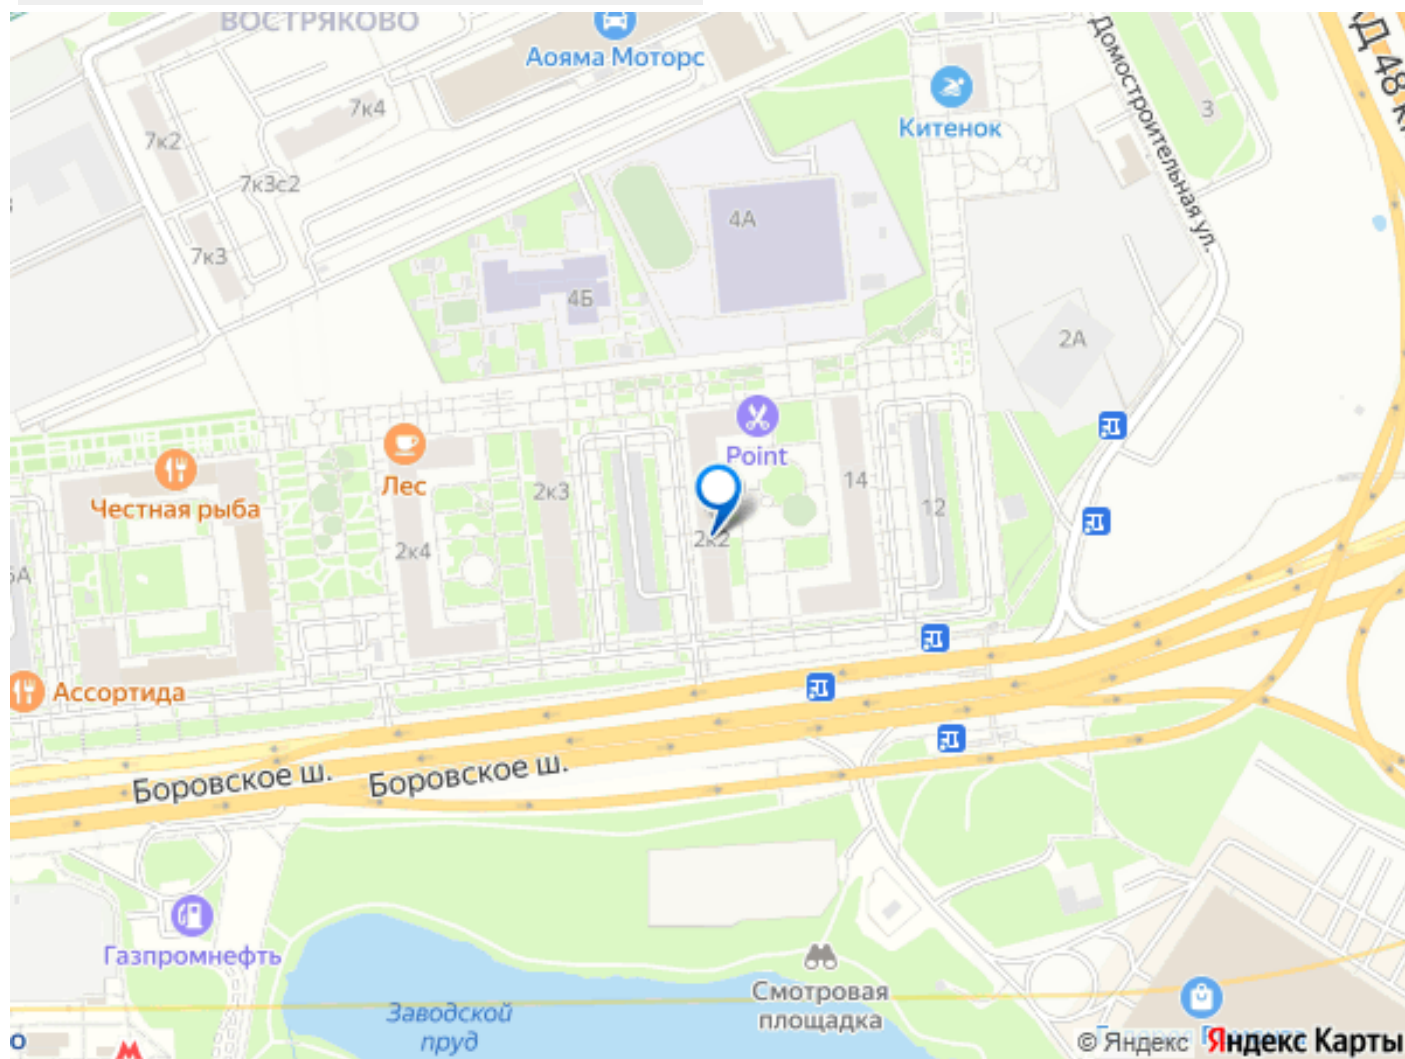 ВОСТРЯКОВО
Аояма Моторс
Китенок
Домостроительная ул.
3
7к4
7к2
7к3с2
7к3
4А
4Б
2А
Point
Лес
Честная рыба
2к3
14
12
2к2
2к4
Ассортида
Боровское ш.
Боровское ш.
Газпромнефть
Смотровая
площадка
Заводской
пруд
© Яндекс
Яндекс Карты